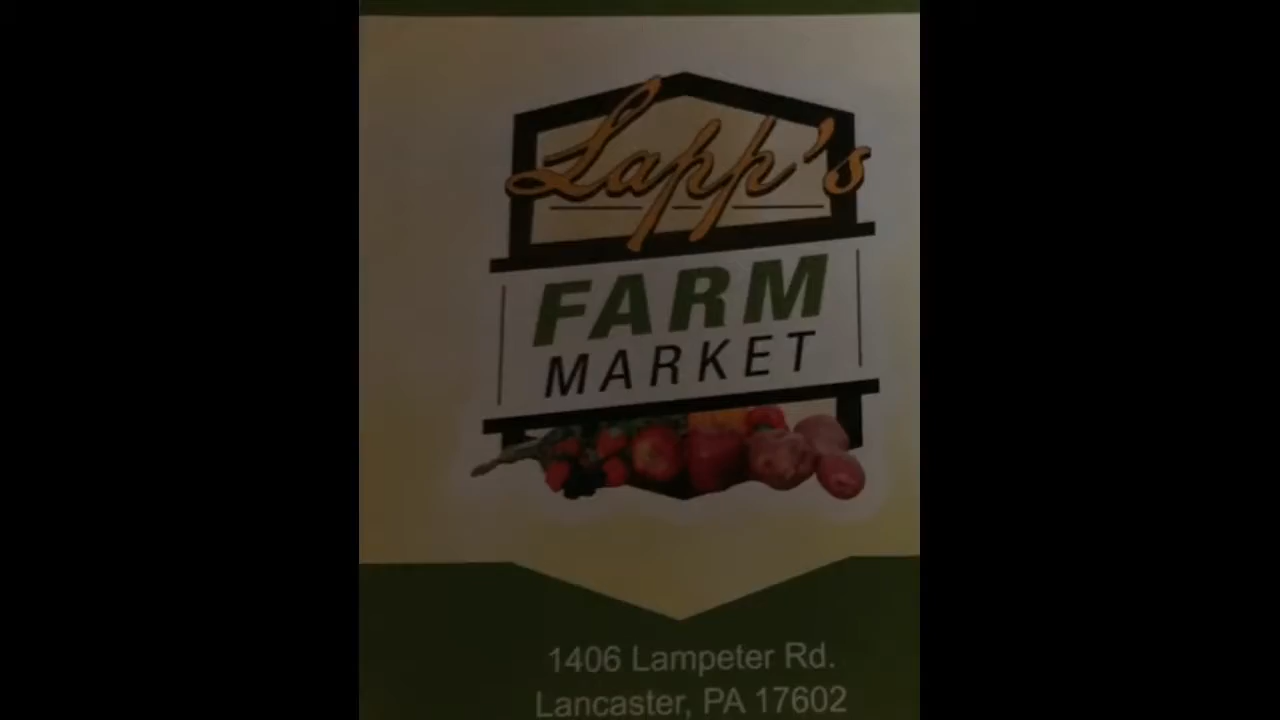 Lapp's
FARM
MARKET
1406 Lampeter Rd.
Lancaster, PA 17602